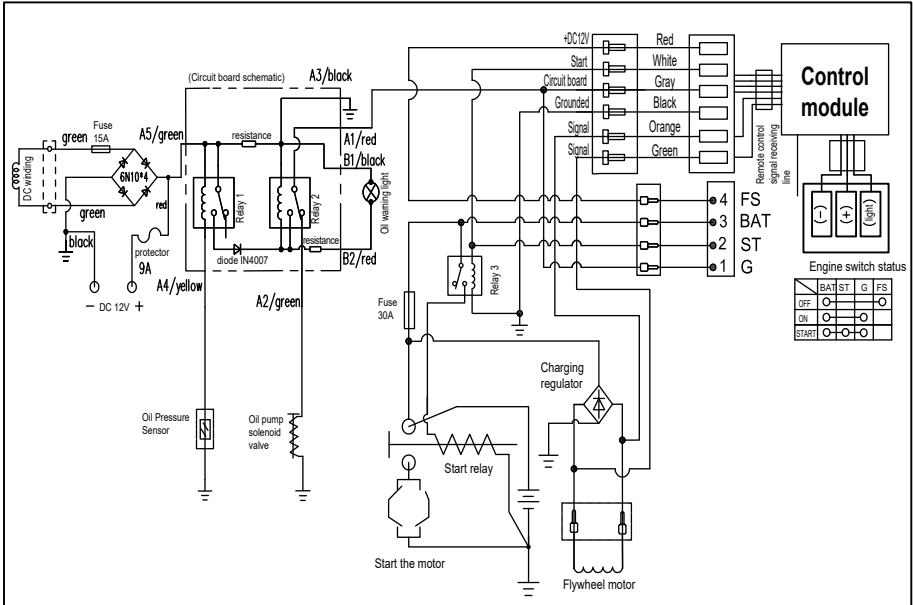 +DC12V
Red
Start
White
Circuit board
Gray
Grounded
Black
Signal
Orange
Signal
Green
Remote control
signal receiving
line
Control
module
(-)
(+)
(light)
(Circuit board schematic)
A3/black
green
Fuse
15A
A5/green
resistance
A1/red
B1/black
DC winding
6N10*4
red
green
black
protector
9A
− DC 12V +
Relay 1
Relay 2
Oil waming light
diode IN4007
resistance
B2/red
A4/yellow
A2/green
4 FS
3 BAT
2 ST
1 G
Relay 3
Fuse
30A
Engine switch status
BAT ST G FS
OFF
ON
START
Charging
regulator
Oil Pressure
Sensor
Oil pump
solenoid
valve
Start relay
Start the motor
Flywheel motor